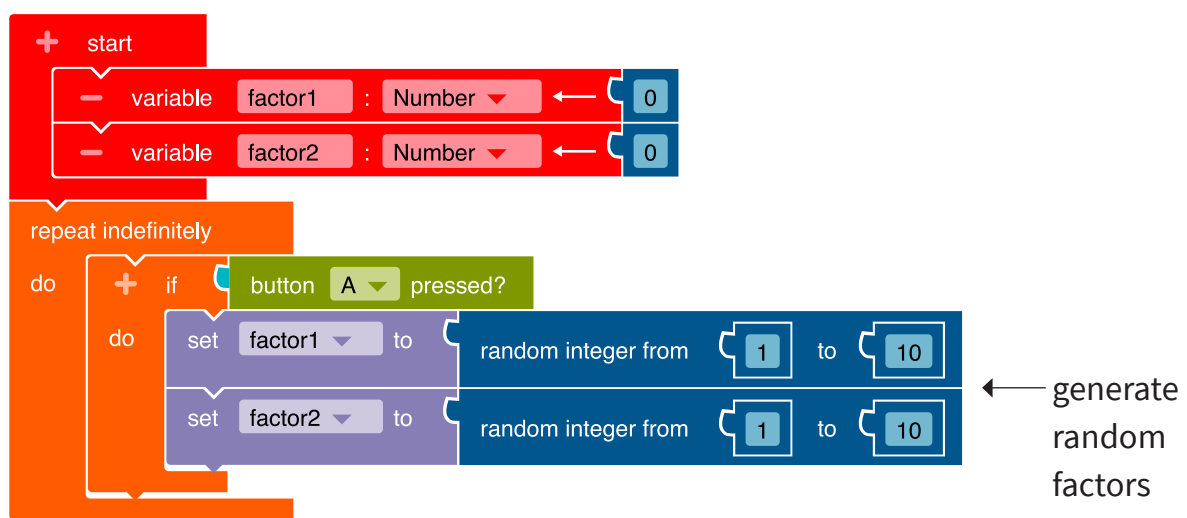 + start
− variable factor1 : Number ← 0
− variable factor2 : Number ← 0
repeat indefinitely
do + if button A pressed?
do set factor1 to random integer from 1 to 10
set factor2 to random integer from 1 to 10
generate
random
factors